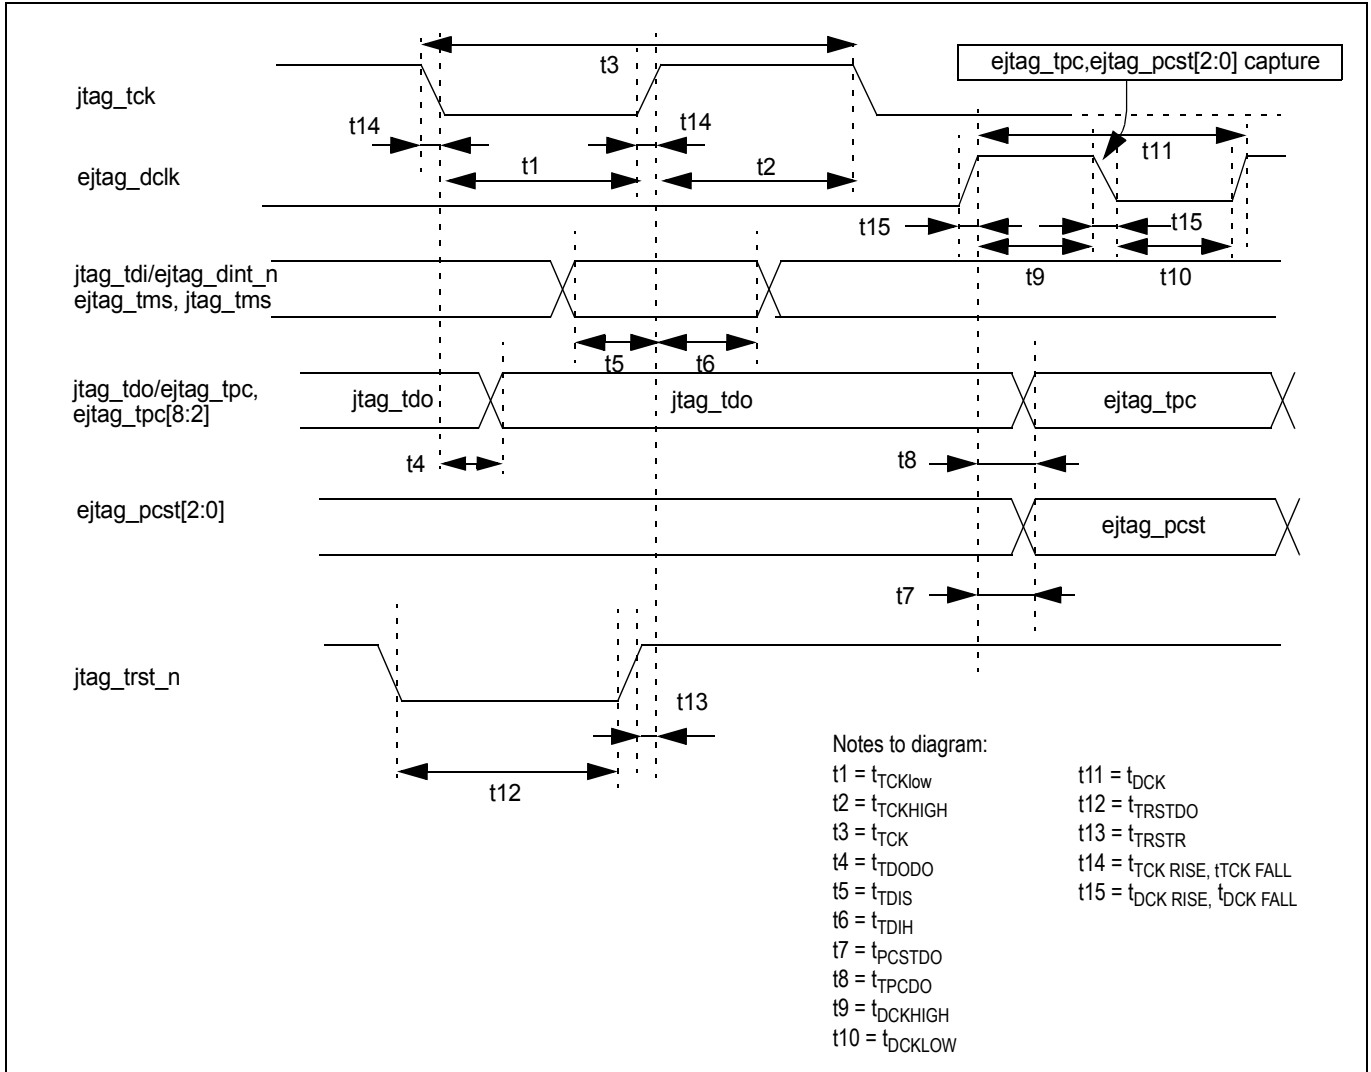 t3
ejtag_tpc,ejtag_pcst[2:0] capture
jtag_tck
t14
t14
t11
t1
t2
ejtag_dclk
t15
t15
jtag_tdi/ejtag_dint_n
ejtag_tms, jtag_tms
t9
t10
t5
t6
jtag_tdo/ejtag_tpc,
ejtag_tpc[8:2]
jtag_tdo
jtag_tdo
ejtag_tpc
t4
t8
ejtag_pcst[2:0]
ejtag_pcst
t7
jtag_trst_n
t13
t12
Notes to diagram:
t1 = tTCKlow
t2 = tTCKHIGH
t3 = tTCK
t4 = tTDODO
t5 = tTDIS
t6 = tTDIH
t7 = tPCSTDO
t8 = tTPCDO
t9 = tDCKHIGH
t10 = tDCKLOW
t11 = tDCK
t12 = tTRSTDO
t13 = tTRSTR
t14 = tTCK RISE, tTCK FALL
t15 = tDCK RISE, tDCK FALL